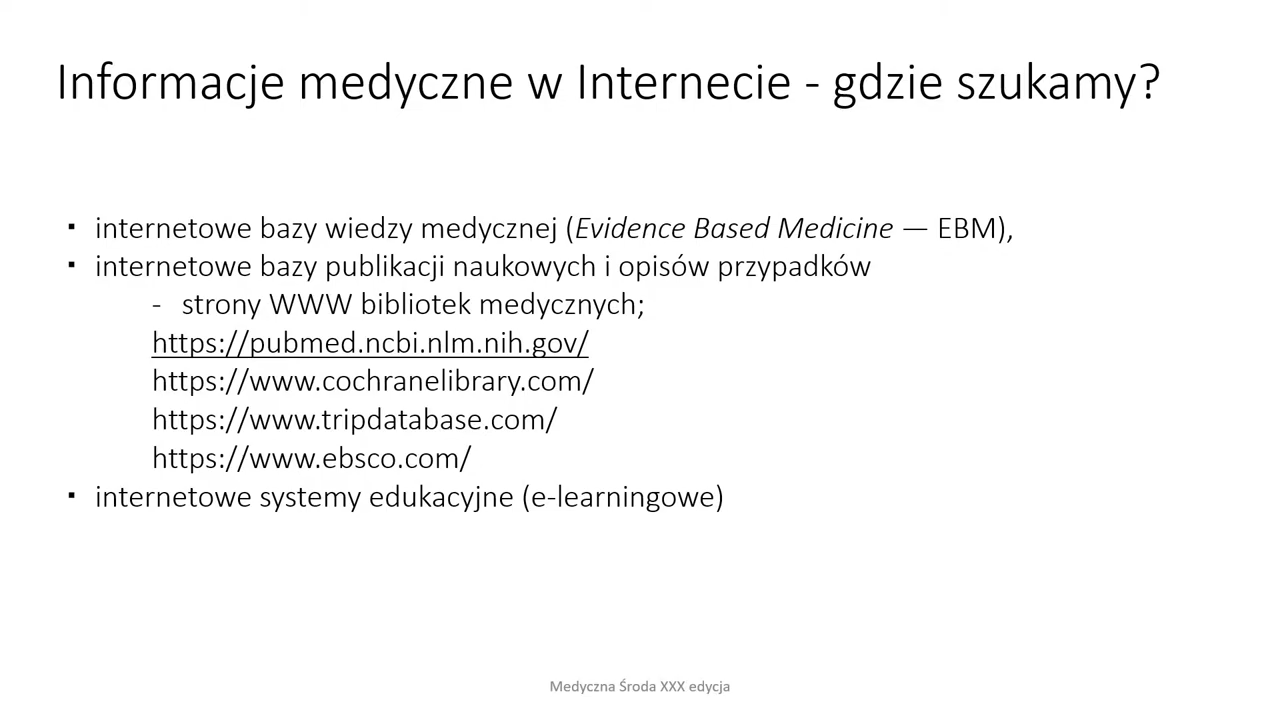 Informacje medyczne w Internecie - gdzie szukamy?
▪ internetowe bazy wiedzy medycznej (Evidence Based Medicine — EBM),
▪ internetowe bazy publikacji naukowych i opisów przypadków
- strony WWW bibliotek medycznych;
https://pubmed.ncbi.nlm.nih.gov/
https://www.cochranelibrary.com/
https://www.tripdatabase.com/
https://www.ebsco.com/
▪ internetowe systemy edukacyjne (e-learningowe)
Medyczna Środa XXX edycja